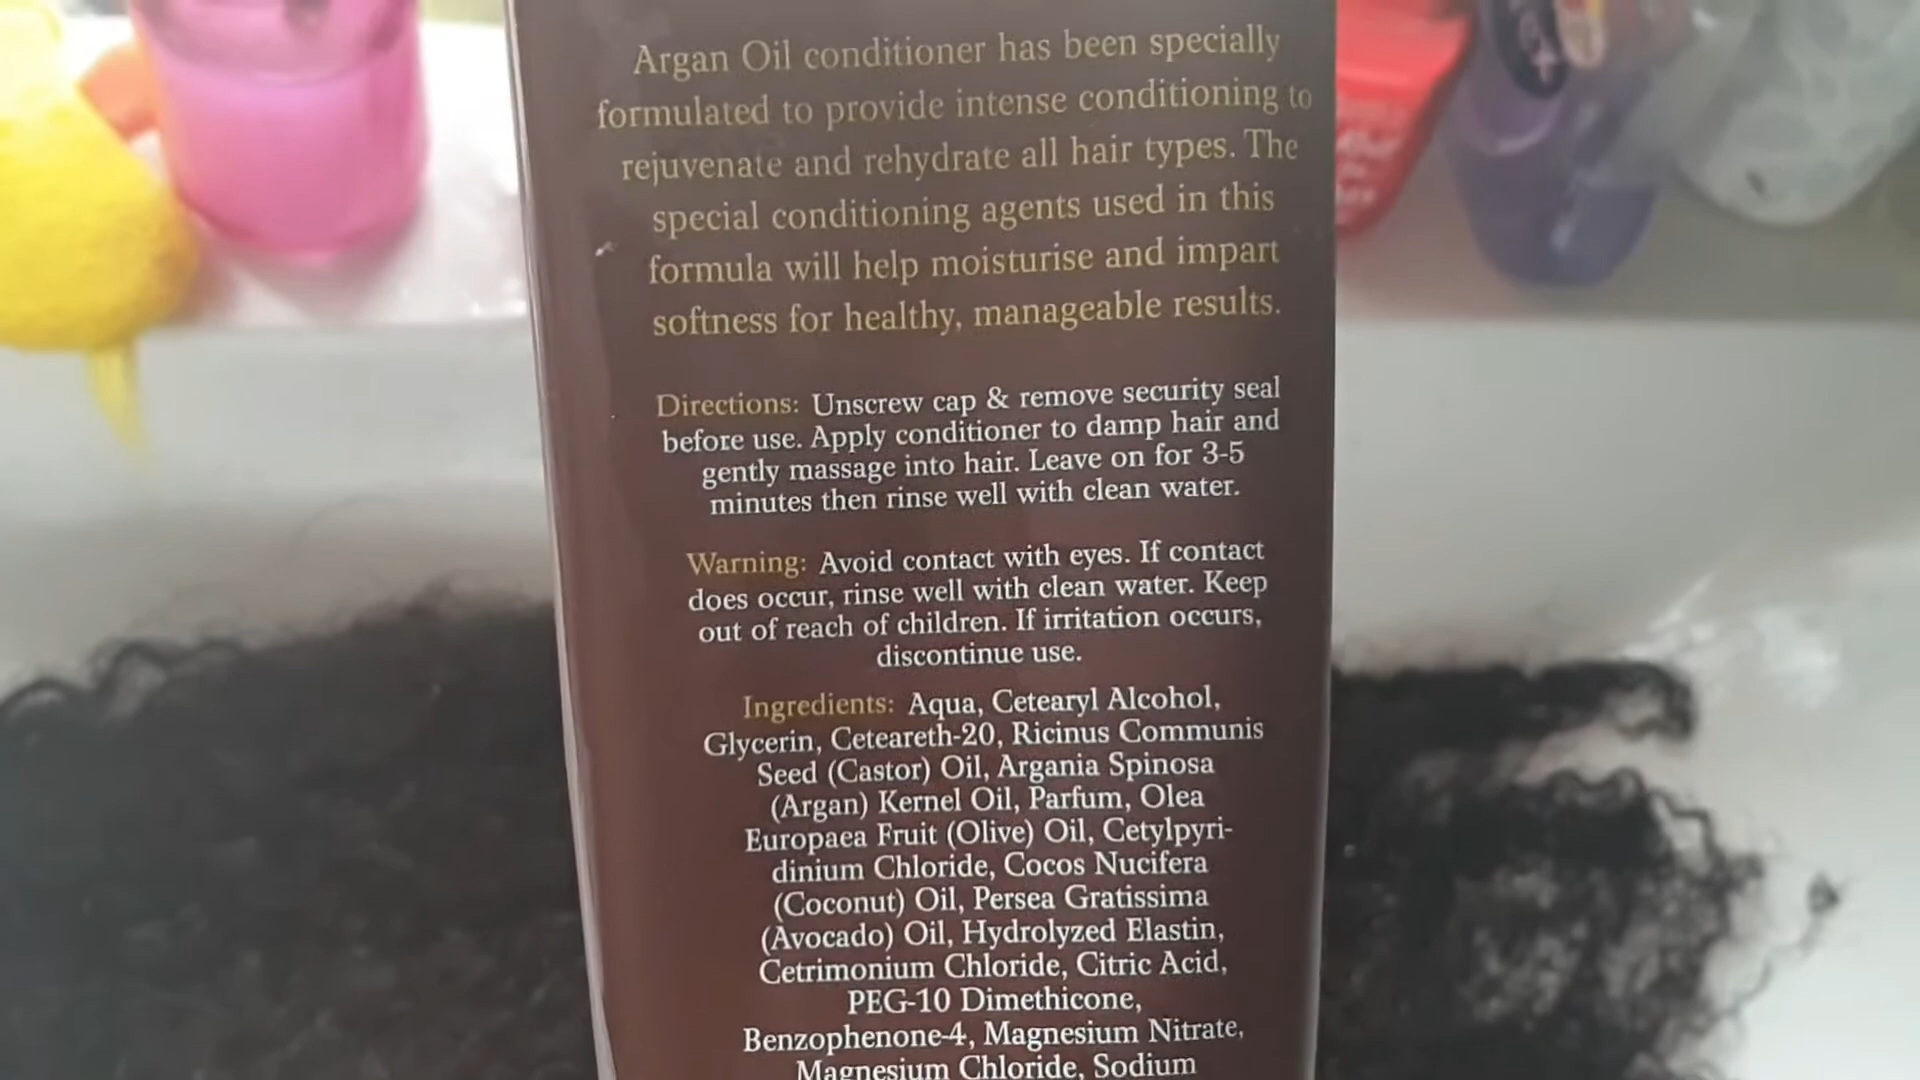 Argan Oil conditioner has been specially
formulated to provide intense conditioning to
rejuvenate and rehydrate all hair types. The
special conditioning agents used in this
formula will help moisturise and impart
softness for healthy, manageable results.
Directions: Unscrew cap & remove security seal
before use. Apply conditioner to damp hair and
gently massage into hair. Leave on for 3-5
minutes then rinse well with clean water.
Warning: Avoid contact with eyes. If contact
does occur, rinse well with clean water. Keep
out of reach of children. If irritation occurs,
discontinue use.
Ingredients: Aqua, Cetearyl Alcohol,
Glycerin, Ceteareth-20, Ricinus Communis
Seed (Castor) Oil, Argania Spinosa
(Argan) Kernel Oil, Parfum, Olea
Europaea Fruit (Olive) Oil, Cetylpyri-
dinium Chloride, Cocos Nucifera
(Coconut) Oil, Persea Gratissima
(Avocado) Oil, Hydrolyzed Elastin,
Cetrimonium Chloride, Citric Acid,
PEG-10 Dimethicone,
Benzophenone-4, Magnesium Nitrate,
Magnesium Chloride, Sodium